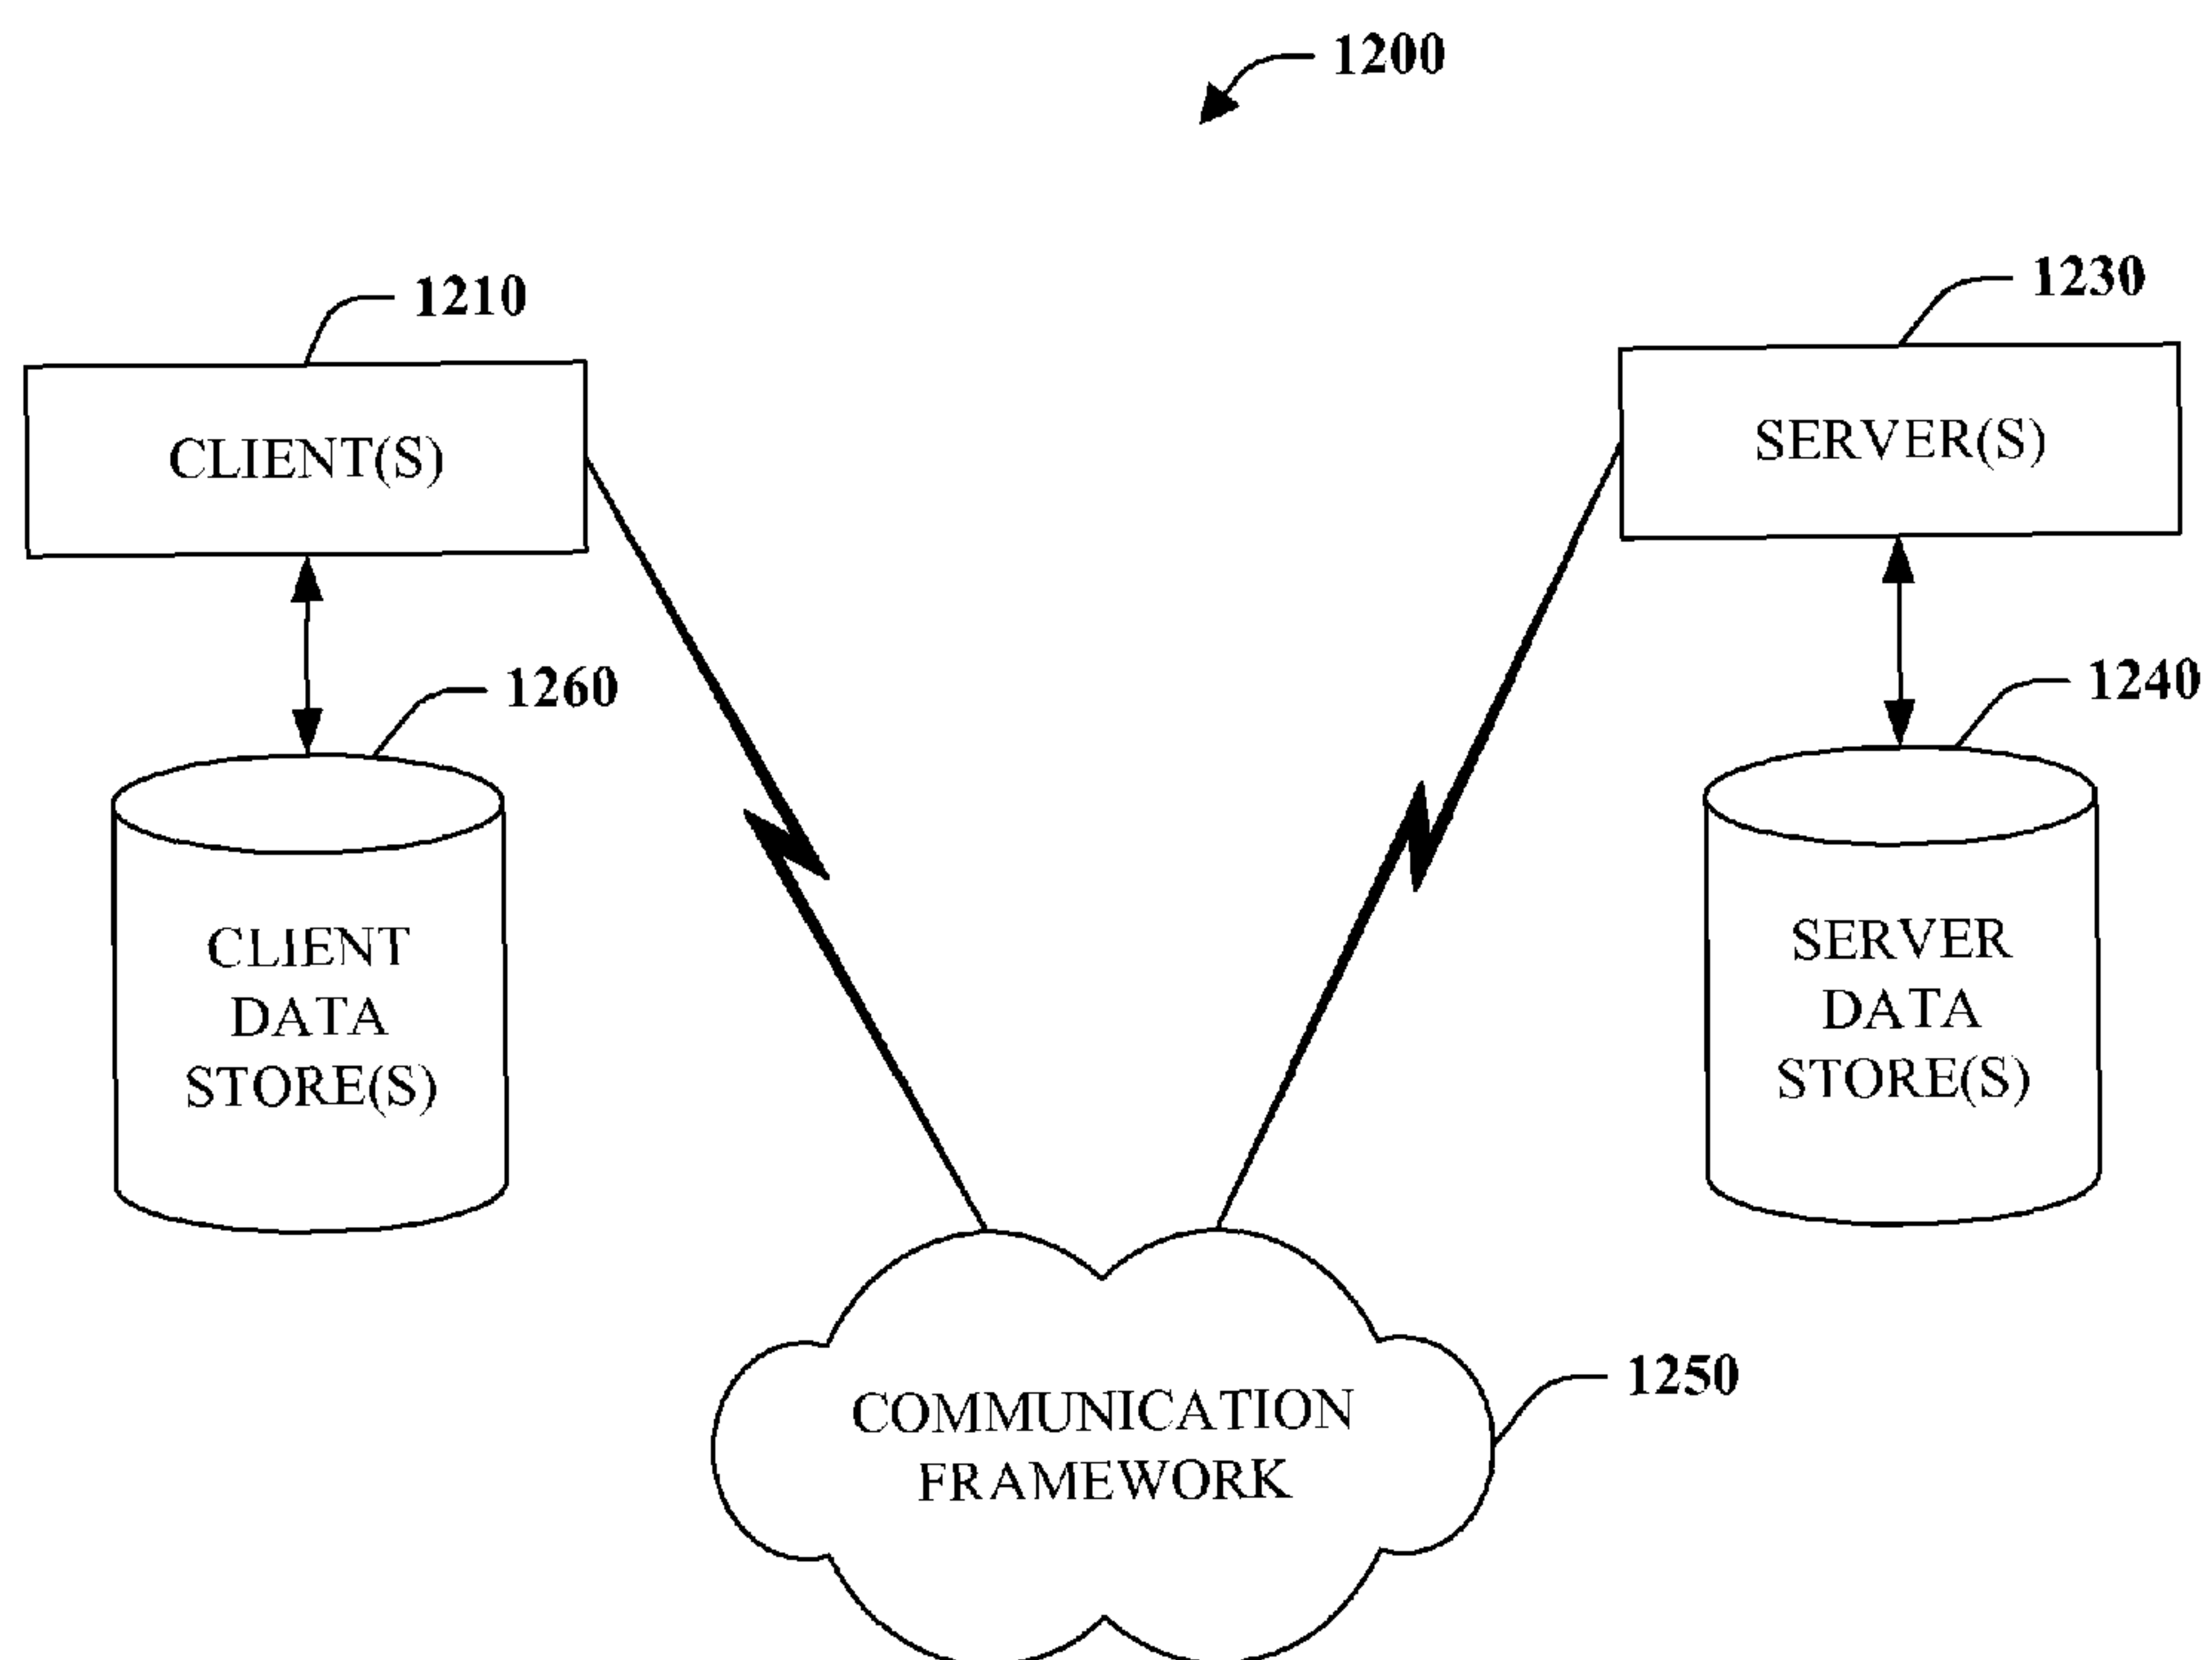 1200
1210
1230
CLIENT(S)
SERVER(S)
1260
1240
CLIENT
DATA
STORE(S)
SERVER
DATA
STORE(S)
1250
COMMUNICATION
FRAMEWORK